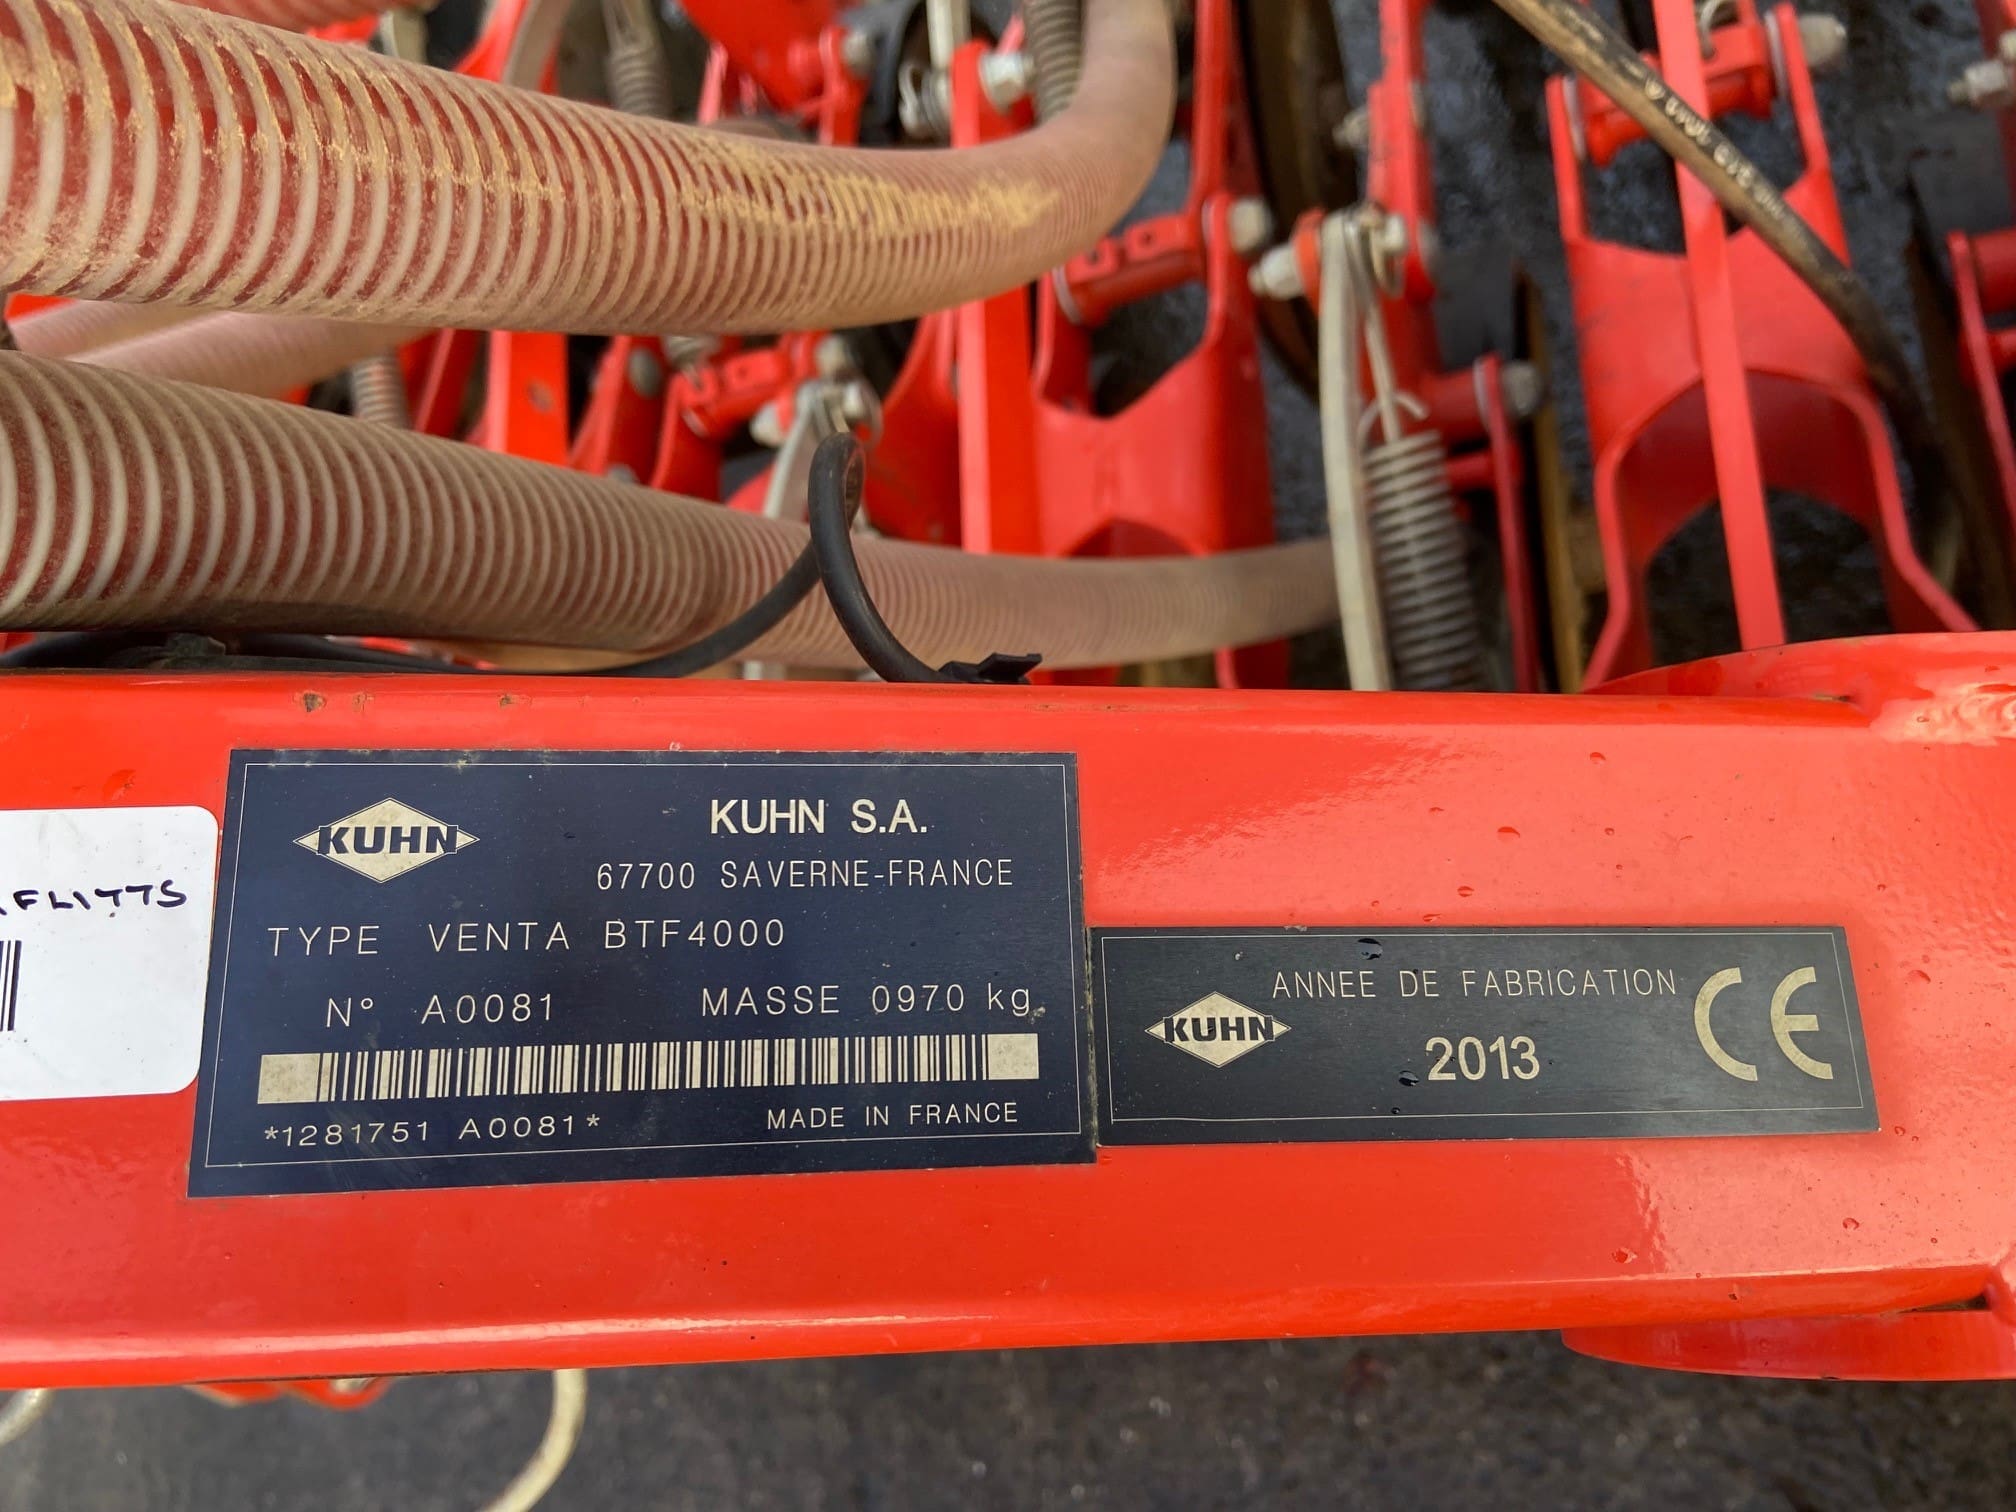 KUHN
KUHN S.A.
67700 SAVERNE-FRANCE
TYPE VENTA BTF4000
N° A0081 MASSE 0970 kg
*1281751 A0081*
MADE IN FRANCE
KUHN
ANNEE DE FABRICATION
2013
CE